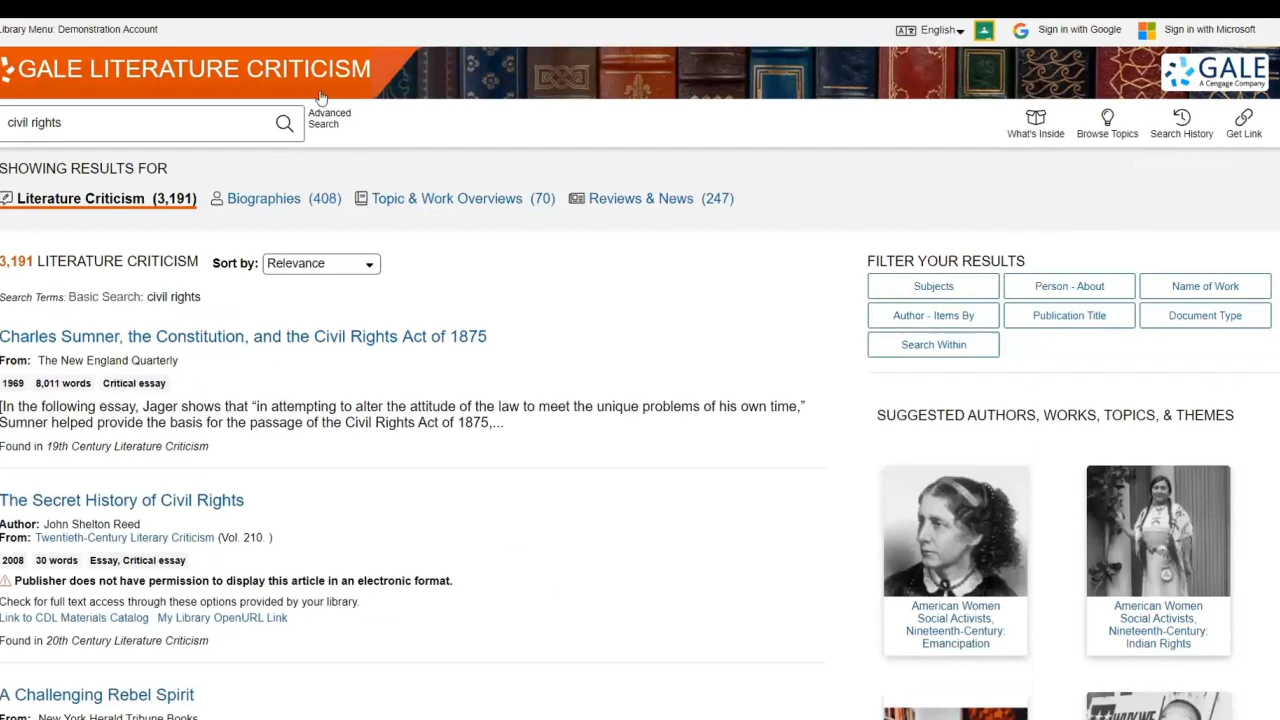 Library Menu: Demonstration Account
English
Sign in with Google
Sign in with Microsoft
GALE LITERATURE CRITICISM
GALE
A Cengage Company
civil rights
Advanced
Search
What's Inside
Browse Topics
Search History
Get Link
SHOWING RESULTS FOR
Literature Criticism (3,191)
Biographies (408)
Topic & Work Overviews (70)
Reviews & News (247)
3,191 LITERATURE CRITICISM
Sort by: Relevance
Search Terms: Basic Search: civil rights
Charles Sumner, the Constitution, and the Civil Rights Act of 1875
From: The New England Quarterly
1969 8,011 words Critical essay
[In the following essay, Jager shows that “in attempting to alter the attitude of the law to meet the unique problems of his own time,”
Sumner helped provide the basis for the passage of the Civil Rights Act of 1875,...
Found in 19th Century Literature Criticism
The Secret History of Civil Rights
Author: John Shelton Reed
From: Twentieth-Century Literary Criticism (Vol. 210. )
2008 30 words Essay, Critical essay
Publisher does not have permission to display this article in an electronic format.
Check for full text access through these options provided by your library.
Link to CDL Materials Catalog My Library OpenURL Link
Found in 20th Century Literature Criticism
A Challenging Rebel Spirit
From: New York Herald Tribune Books
FILTER YOUR RESULTS
Subjects
Person - About
Name of Work
Author - Items By
Publication Title
Document Type
Search Within
SUGGESTED AUTHORS, WORKS, TOPICS, & THEMES
American Women
Social Activists,
Nineteenth-Century:
Emancipation
American Women
Social Activists,
Nineteenth-Century:
Indian Rights